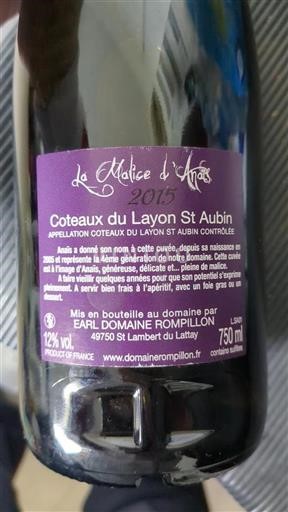 La Malice d'Anaïs
2015
Coteaux du Layon St Aubin
APPELLATION COTEAUX DU LAYON ST AUBIN CONTRÔLÉE
Anaïs a donné son nom à cette cuvée, depuis sa naissance en
2005 et représente la 4ème génération de notre domaine. Cette cuvée
est à l'image d'Anaïs, généreuse, délicate et... pleine de malice.
A faire vieillir quelques années pour que son potentiel s'exprime
pleinement. A servir bien frais à l'apéritif, avec un foie gras ou un
dessert.
Mis en bouteille au domaine par
EARL DOMAINE ROMPILLON
49750 St Lambert du Lattay
12% vol.
PRODUCT OF FRANCE
www.domainerompillon.fr
750 ml
contains sulfites